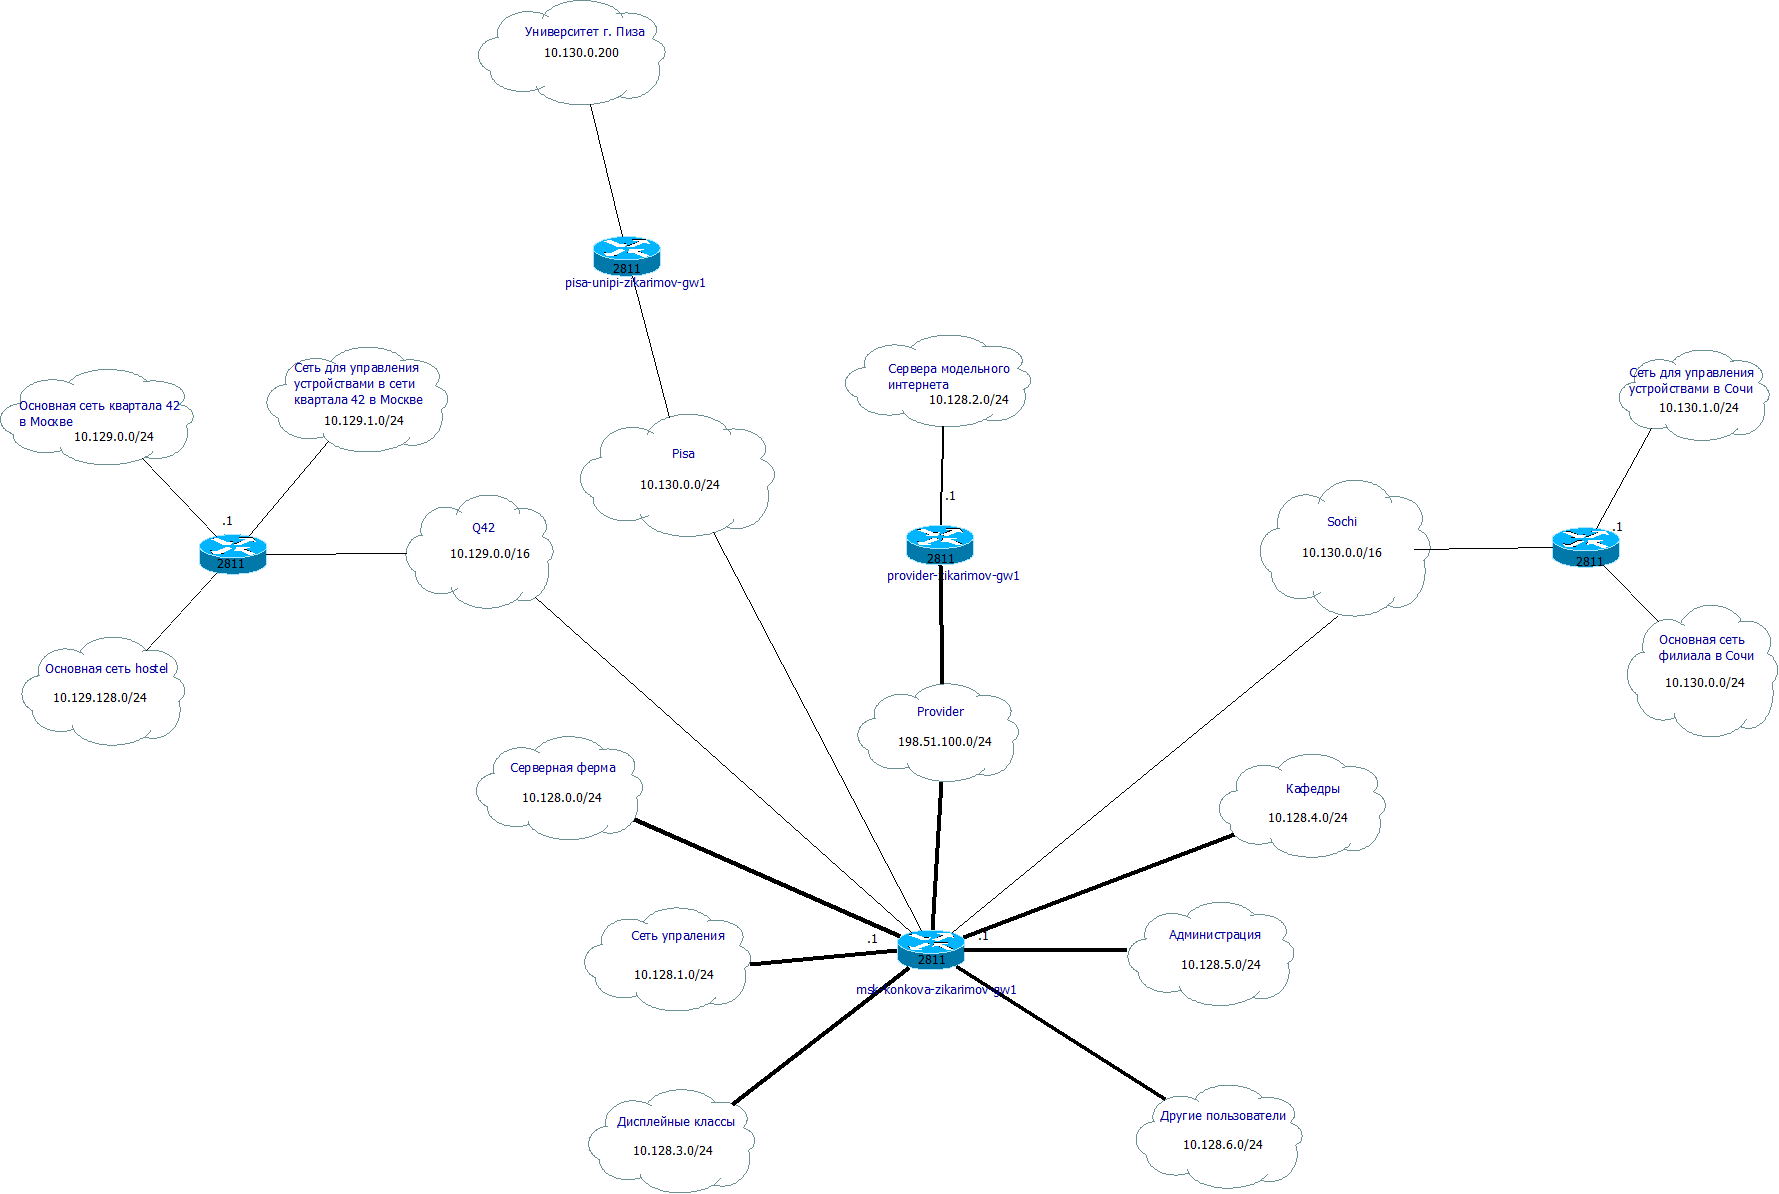 Университет г. Пиза
10.130.0.200
2811
pisa-unipi-zikarimov-gw1
Основная сеть квартала 42
в Москве
10.129.0.0/24
Сеть для управления
устройствами в сети
квартала 42 в Москве
10.129.1.0/24
.1
2811
Q42
10.129.0.0/16
Основная сеть hostel
10.129.128.0/24
Pisa
10.130.0.0/24
Сервера модельного
интернета
10.128.2.0/24
.1
2811
provider-zikarimov-gw1
Provider
198.51.100.0/24
Sochi
10.130.0.0/16
Сеть для управления
устройствами в Сочи
10.130.1.0/24
.1
2811
Основная сеть
филиала в Сочи
10.130.0.0/24
Серверная ферма
10.128.0.0/24
Кафедры
10.128.4.0/24
Сеть упраления
10.128.1.0/24
.1
.1
2811
msk-konkova-zikarimov-gw1
Администрация
10.128.5.0/24
Дисплейные классы
10.128.3.0/24
Другие пользователи
10.128.6.0/24